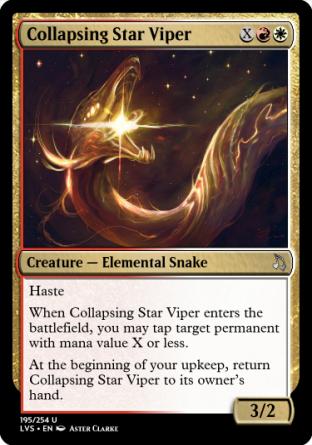 Collapsing Star Viper X
Creature — Elemental Snake
Haste
When Collapsing Star Viper enters the
battlefield, you may tap target permanent
with mana value X or less.
At the beginning of your upkeep, return
Collapsing Star Viper to its owner's
hand.
3/2
195/254 U
LVS • EN Aster Clarke